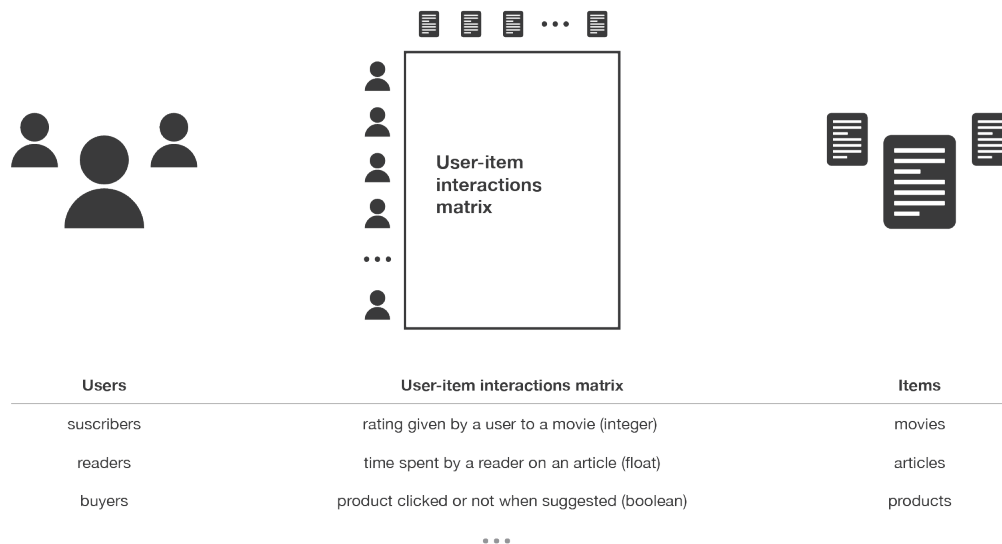 User-item
interactions
matrix
Users User-item interactions matrix Items
suscribers rating given by a user to a movie (integer) movies
readers time spent by a reader on an article (float) articles
buyers product clicked or not when suggested (boolean) products